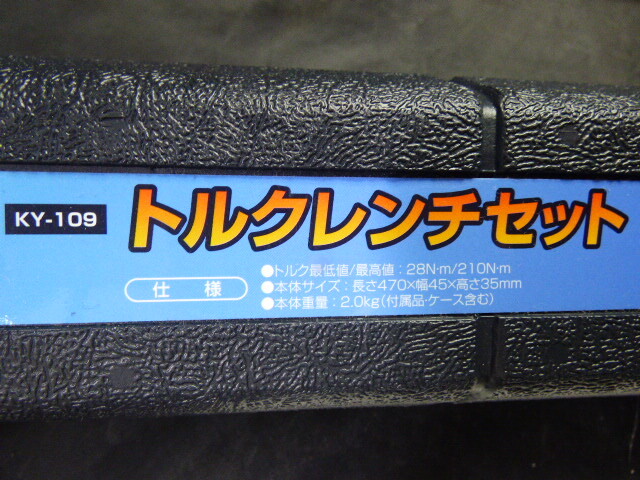 KY-109
トルクレンチセット
仕様
●トルク最低値/最高値：28N·m/210N·m
●本体サイズ：長さ470×幅45×高さ35mm
●本体重量：2.0kg(付属品·ケース含む)